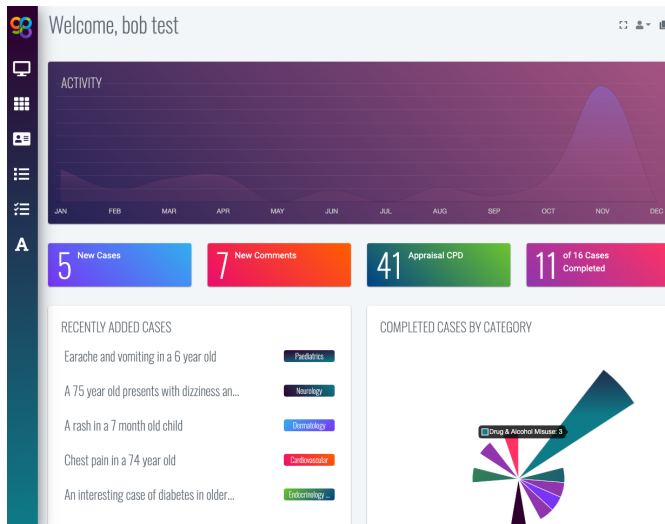 Welcome, bob test
ACTIVITY
JAN FEB MAR APR MAY JUN JUL AUG SEP OCT NOV DEC
5 New Cases
7 New Comments
41 Appraisal CPD
11 of 16 Cases
Completed
RECENTLY ADDED CASES
Earache and vomiting in a 6 year old Paediatrics
A 75 year old presents with dizziness an... Neurology
A rash in a 7 month old child Dermatology
Chest pain in a 74 year old Cardiovascular
An interesting case of diabetes in older... Endocrinology ...
COMPLETED CASES BY CATEGORY
Drug & Alcohol Misuse: 3
A